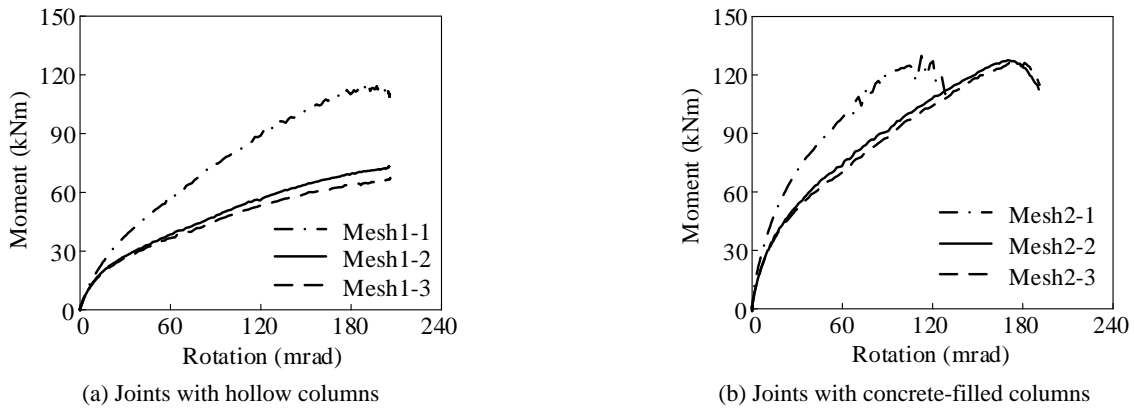 150
120
90
60
30
0
Moment (kNm)
Mesh1-1
Mesh1-2
Mesh1-3
0 60 120 180 240
Rotation (mrad)
(a) Joints with hollow columns
150
120
90
60
30
0
Moment (kNm)
Mesh2-1
Mesh2-2
Mesh2-3
0 60 120 180 240
Rotation (mrad)
(b) Joints with concrete-filled columns